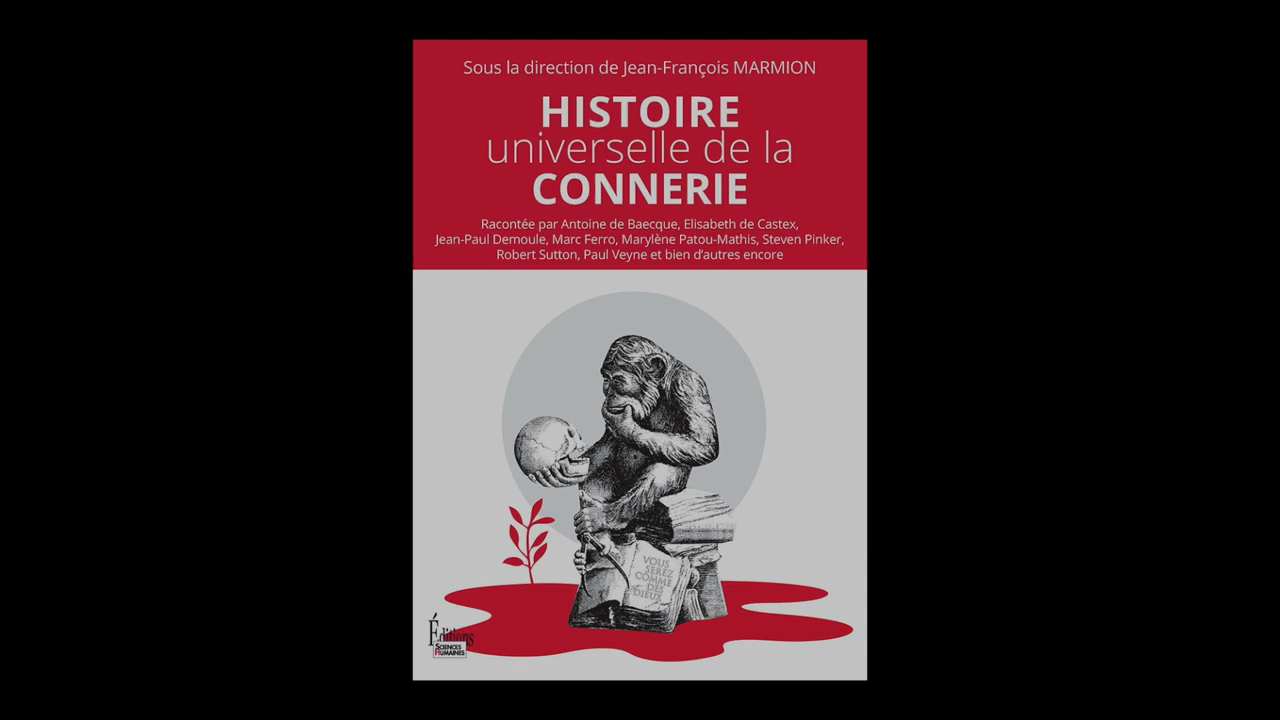 Sous la direction de Jean-François MARMION
HISTOIRE
universelle de la
CONNERIE
Racontée par Antoine de Baecque, Elisabeth de Castex,
Jean-Paul Demoule, Marc Ferro, Marylène Patou-Mathis, Steven Pinker,
Robert Sutton, Paul Veyne et bien d'autres encore
VOUS
SEREZ
COMME
DES
DIEUX
Éditions
SCIENCES
HUMAINES